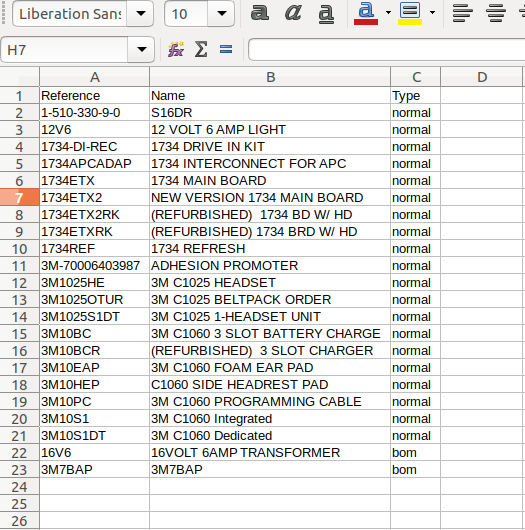 Liberation Sans 10 a a a a
H7
A B C D
1 Reference Name Type
2 1-510-330-9-0 S16DR normal
3 12V6 12 VOLT 6 AMP LIGHT normal
4 1734-DI-REC 1734 DRIVE IN KIT normal
5 1734APCADAP 1734 INTERCONNECT FOR APC normal
6 1734ETX 1734 MAIN BOARD normal
7 1734ETX2 NEW VERSION 1734 MAIN BOARD normal
8 1734ETX2RK (REFURBISHED)  1734 BD W/ HD normal
9 1734ETXRK (REFURBISHED) 1734 BRD W/ HD normal
10 1734REF 1734 REFRESH normal
11 3M-70006403987 ADHESION PROMOTER normal
12 3M1025HE 3M C1025 HEADSET normal
13 3M1025OTUR 3M C1025 BELTPACK ORDER normal
14 3M1025S1DT 3M C1025 1-HEADSET UNIT normal
15 3M10BC 3M C1060 3 SLOT BATTERY CHARGE normal
16 3M10BCR (REFURBISHED)  3 SLOT CHARGER normal
17 3M10EAP 3M C1060 FOAM EAR PAD normal
18 3M10HEP C1060 SIDE HEADREST PAD normal
19 3M10PC 3M C1060 PROGRAMMING CABLE normal
20 3M10S1 3M C1060 Integrated normal
21 3M10S1DT 3M C1060 Dedicated normal
22 16V6 16VOLT 6AMP TRANSFORMER bom
23 3M7BAP 3M7BAP bom
24
25
26